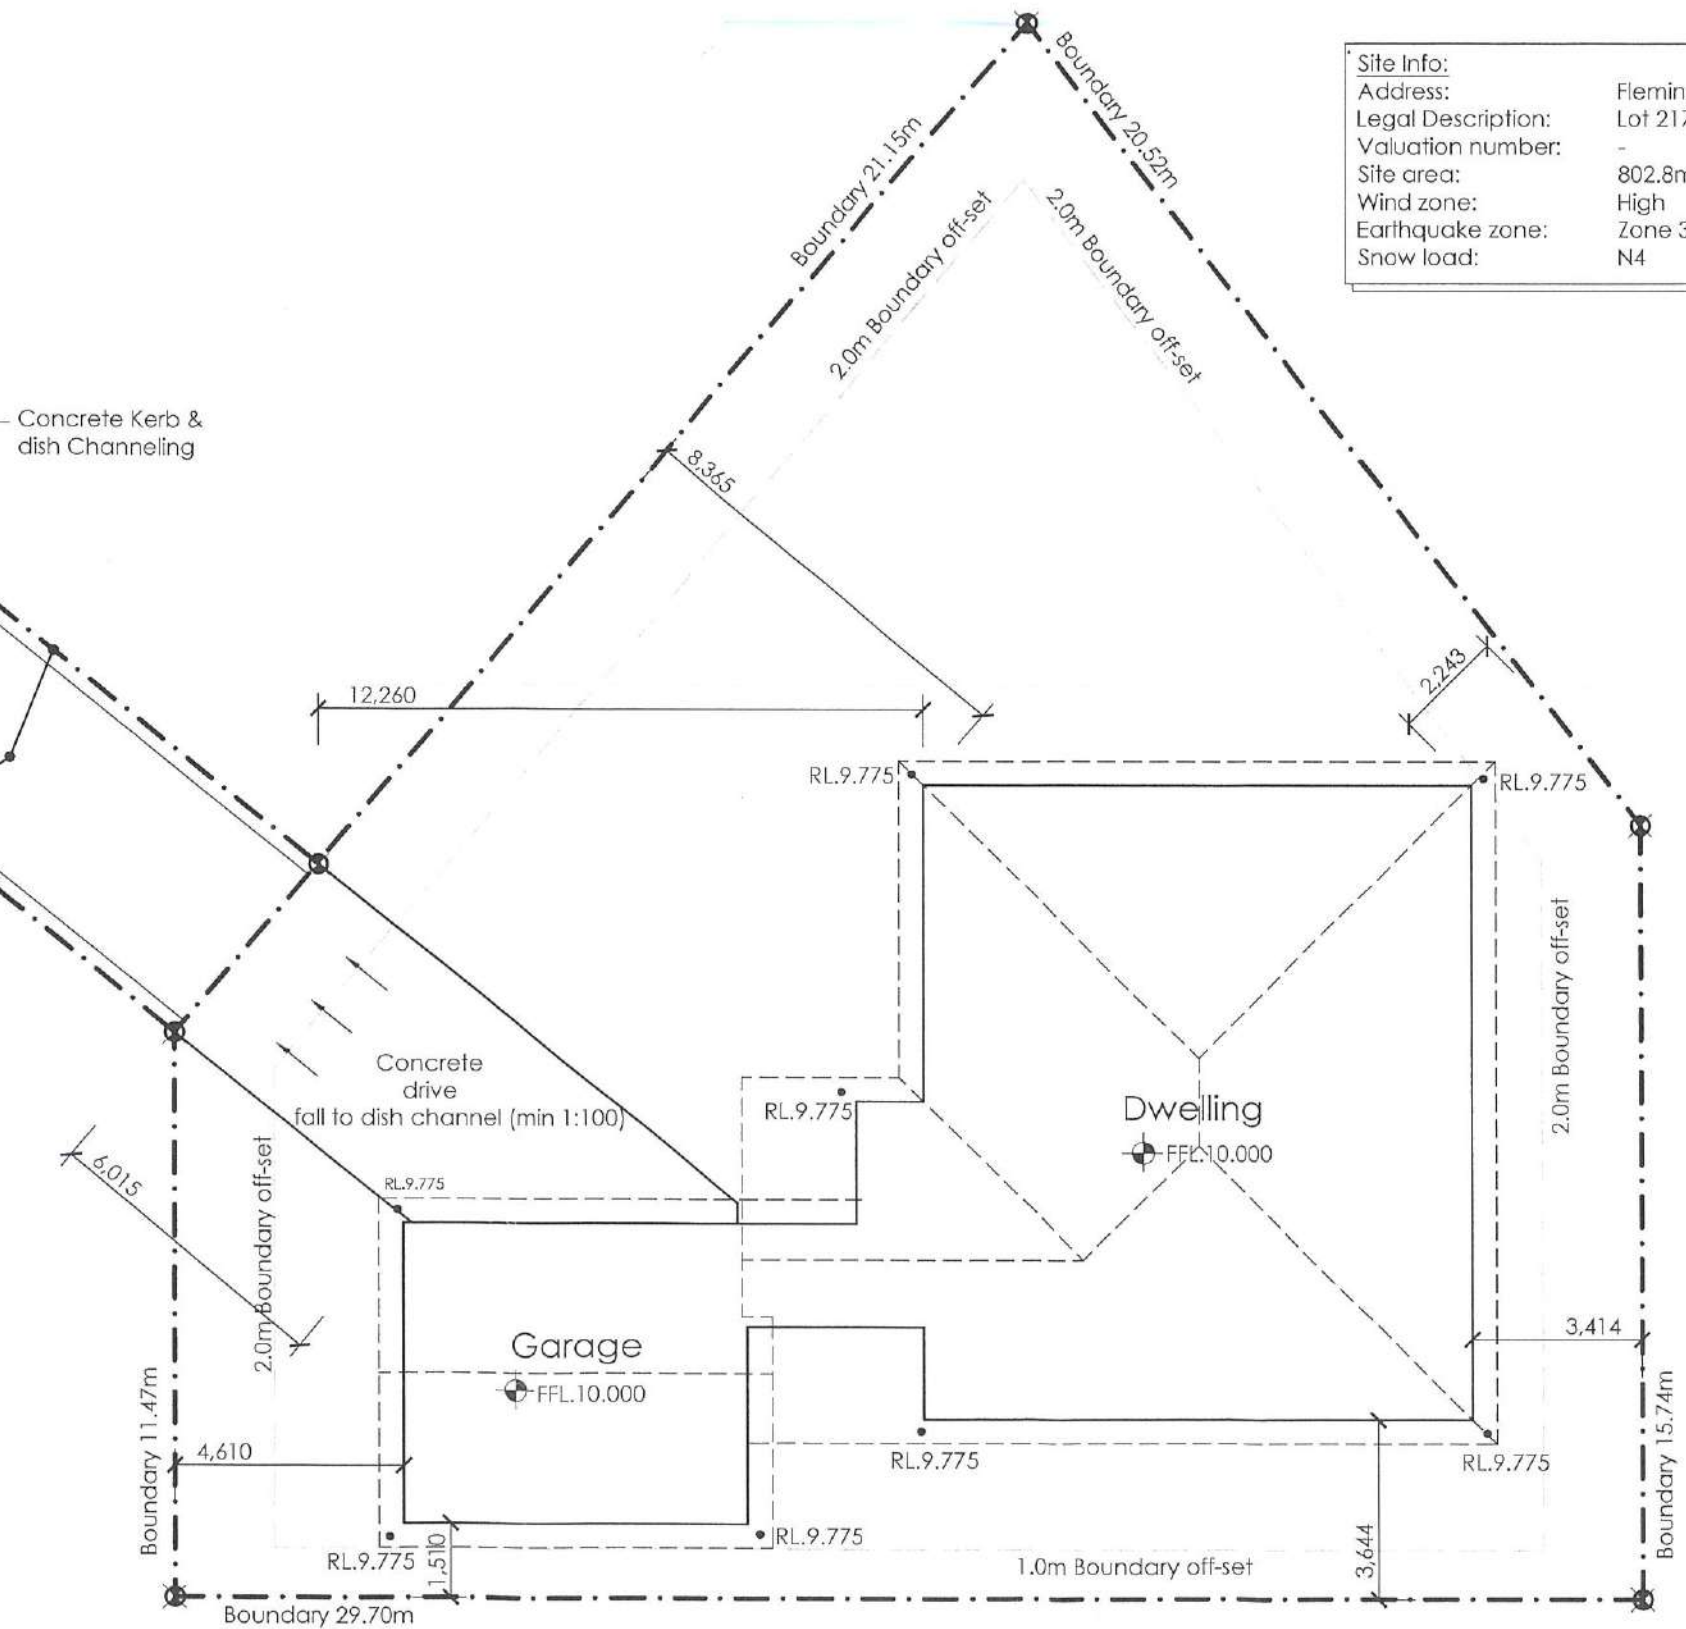 Site Info:
Address: Flemin
Legal Description: Lot 217
Valuation number: -
Site area: 802.8m
Wind zone: High
Earthquake zone: Zone 3
Snow load: N4
Boundary 21.15m
Boundary 20.52m
2.0m Boundary off-set
2.0m Boundary off-set
Concrete Kerb &
dish Channeling
8,365
2,243
12,260
RL.9.775
RL.9.775
Concrete
drive
fall to dish channel (min 1:100)
RL.9.775
Dwelling
FFL.10.000
2.0m Boundary off-set
6,015
2.0m Boundary off-set
RL.9.775
Garage
FFL.10.000
3,414
Boundary 11.47m
4,610
RL.9.775
RL.9.775
Boundary 15.74m
RL.9.775
1,510
RL.9.775
3,644
1.0m Boundary off-set
Boundary 29.70m